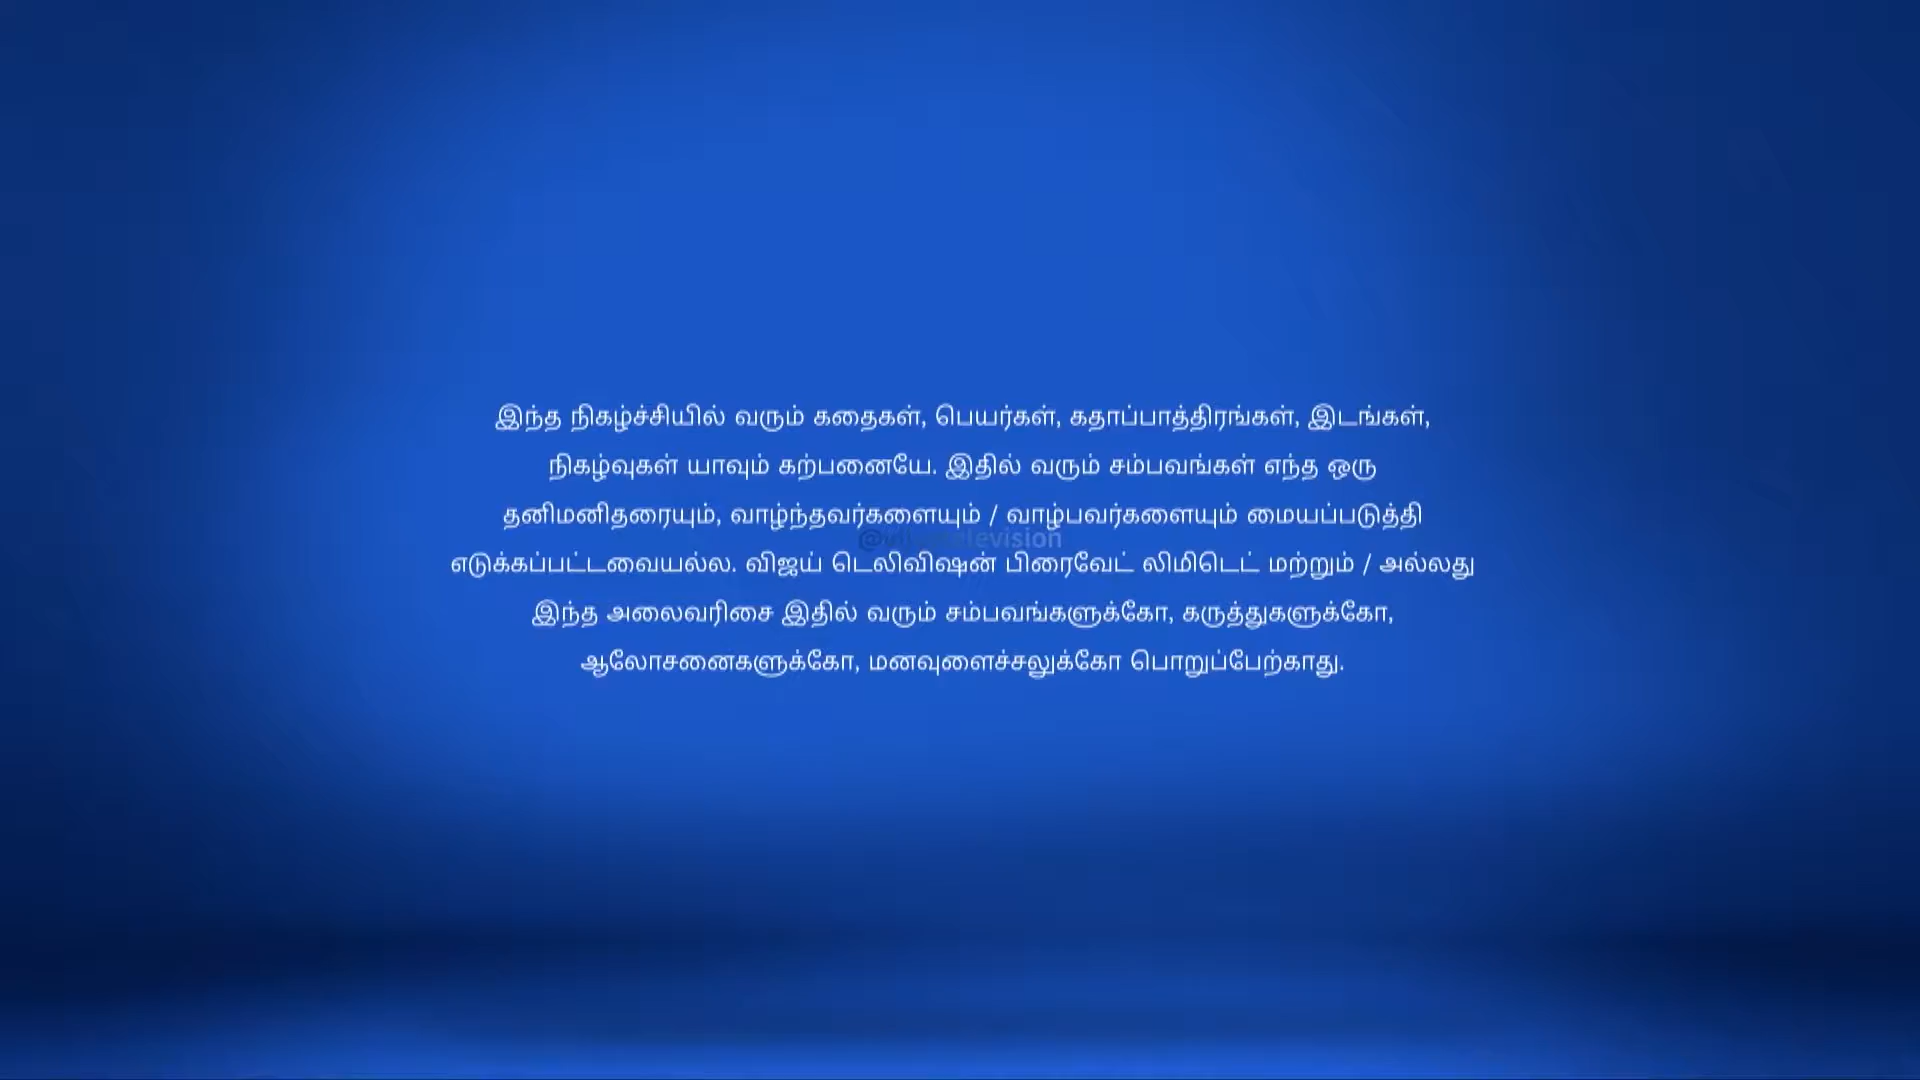 இந்த நிகழ்ச்சியில் வரும் கதைகள், பெயர்கள், கதாப்பாத்திரங்கள், இடங்கள்,
நிகழ்வுகள் யாவும் கற்பனையே. இதில் வரும் சம்பவங்கள் எந்த ஒரு
தனிமனிதரையும், வாழ்ந்தவர்களையும் / வாழ்பவர்களையும் மையப்படுத்தி
எடுக்கப்பட்டவையல்ல. விஜய் டெலிவிஷன் பிரைவேட் லிமிடெட் மற்றும் / அல்லது
இந்த அலைவரிசை இதில் வரும் சம்பவங்களுக்கோ, கருத்துகளுக்கோ,
ஆலோசனைகளுக்கோ, மனவுளைச்சலுக்கோ பொறுப்பேற்காது.